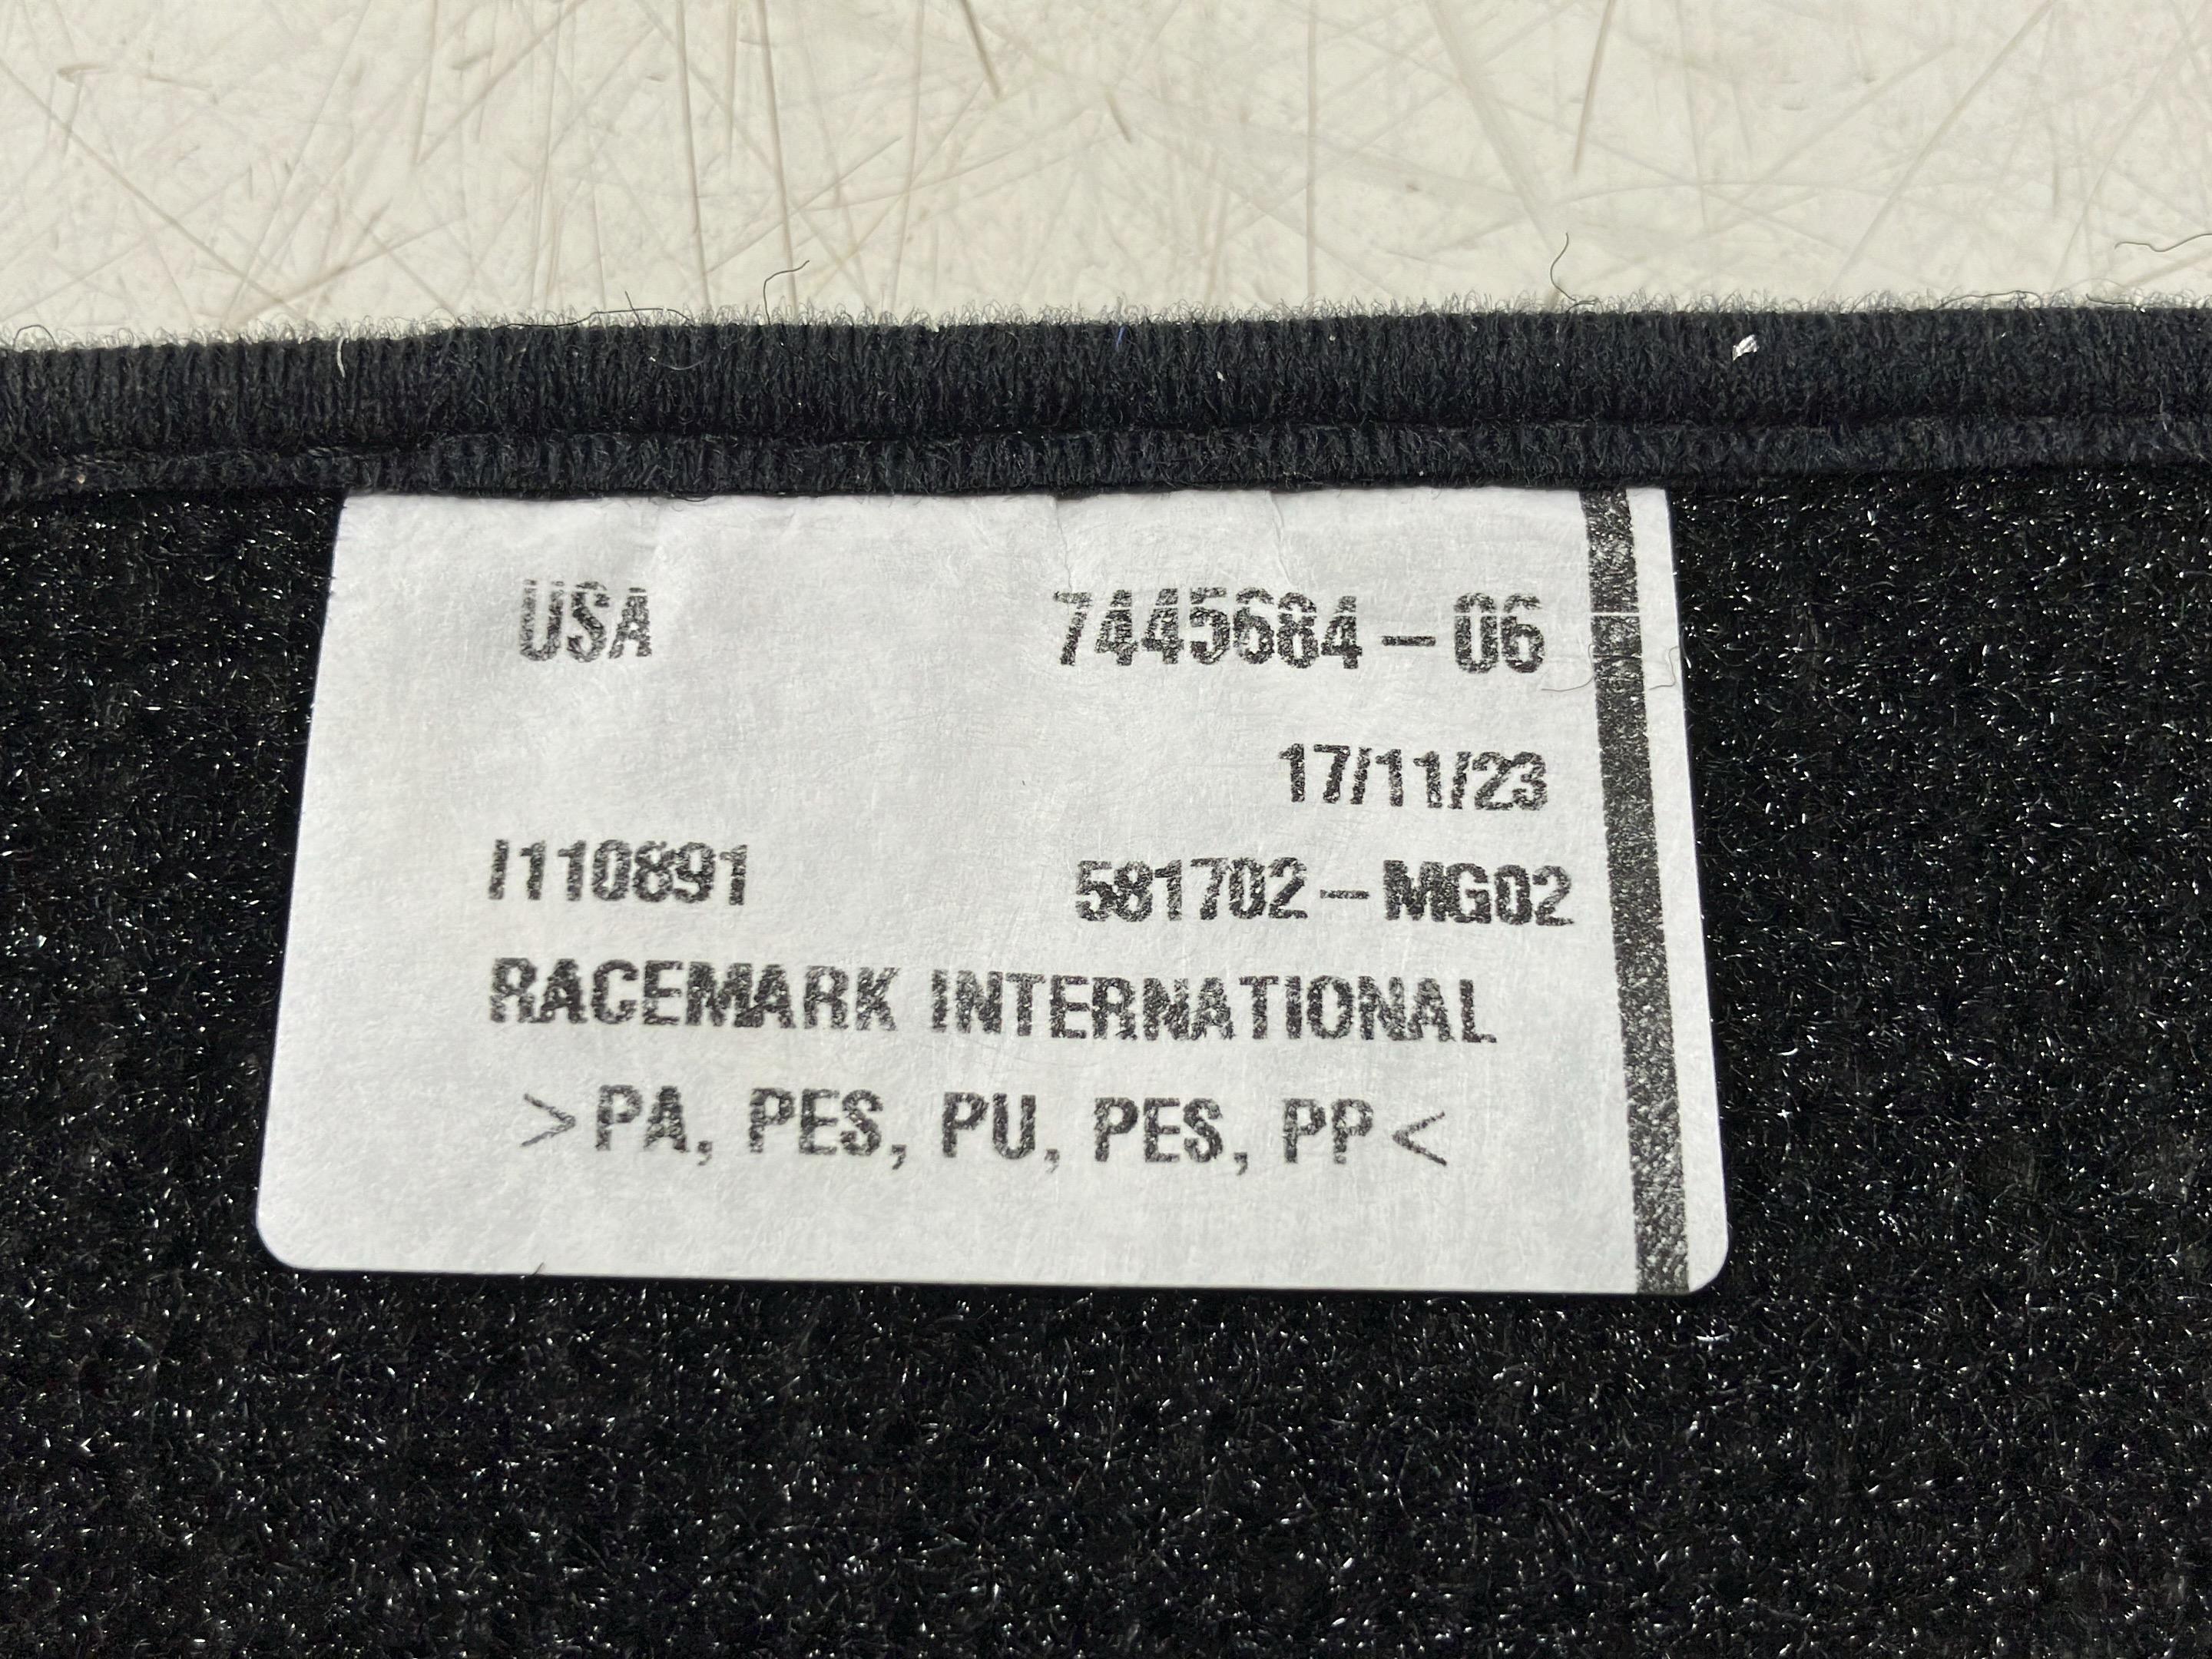 USA 7445684-06
17/11/23
I110891 581702-MG02
RACEMARK INTERNATIONAL
>PA, PES, PU, PES, PP<